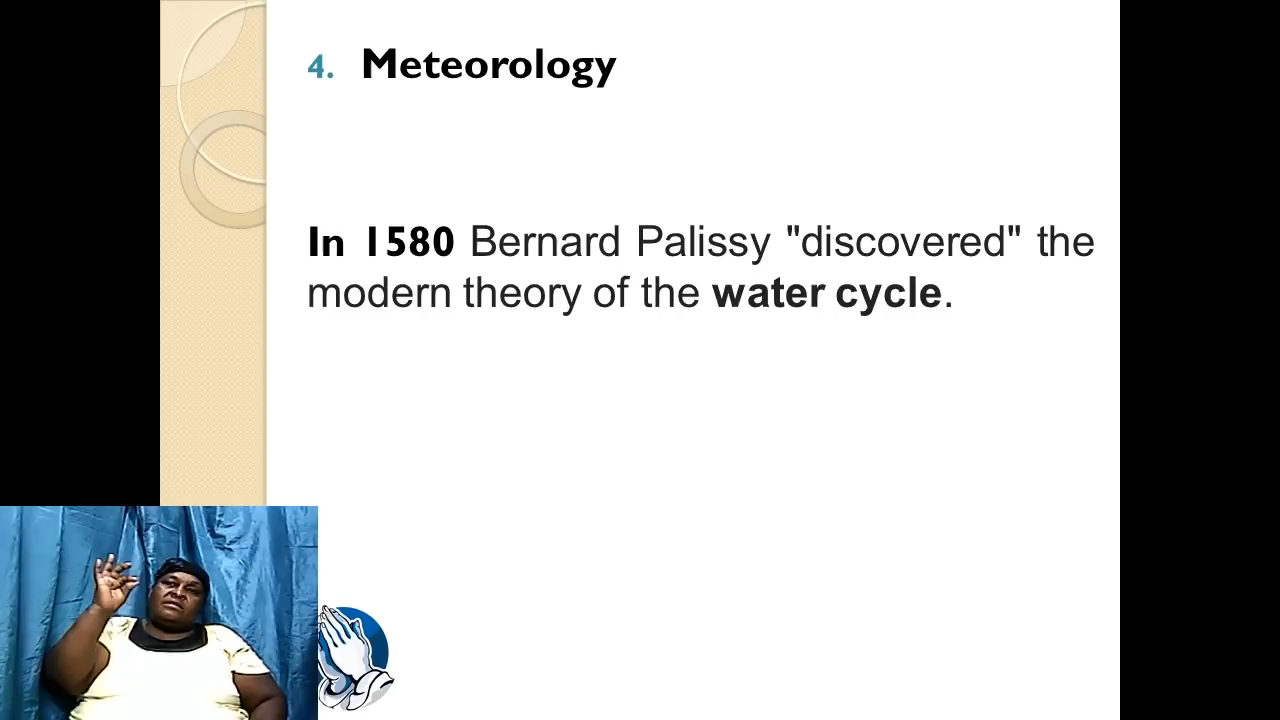 4. Meteorology
In 1580 Bernard Palissy "discovered" the
modern theory of the water cycle.